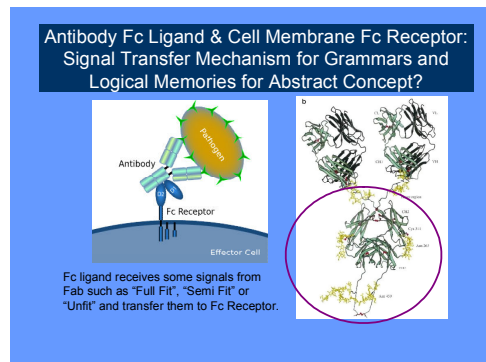 Antibody Fc Ligand & Cell Membrane Fc Receptor:
Signal Transfer Mechanism for Grammars and
Logical Memories for Abstract Concept?
Pathogen
Antibody
Fc Receptor
Effector Cell
b
Fc ligand receives some signals from
Fab such as “Full Fit”, “Semi Fit” or
“Unfit” and transfer them to Fc Receptor.